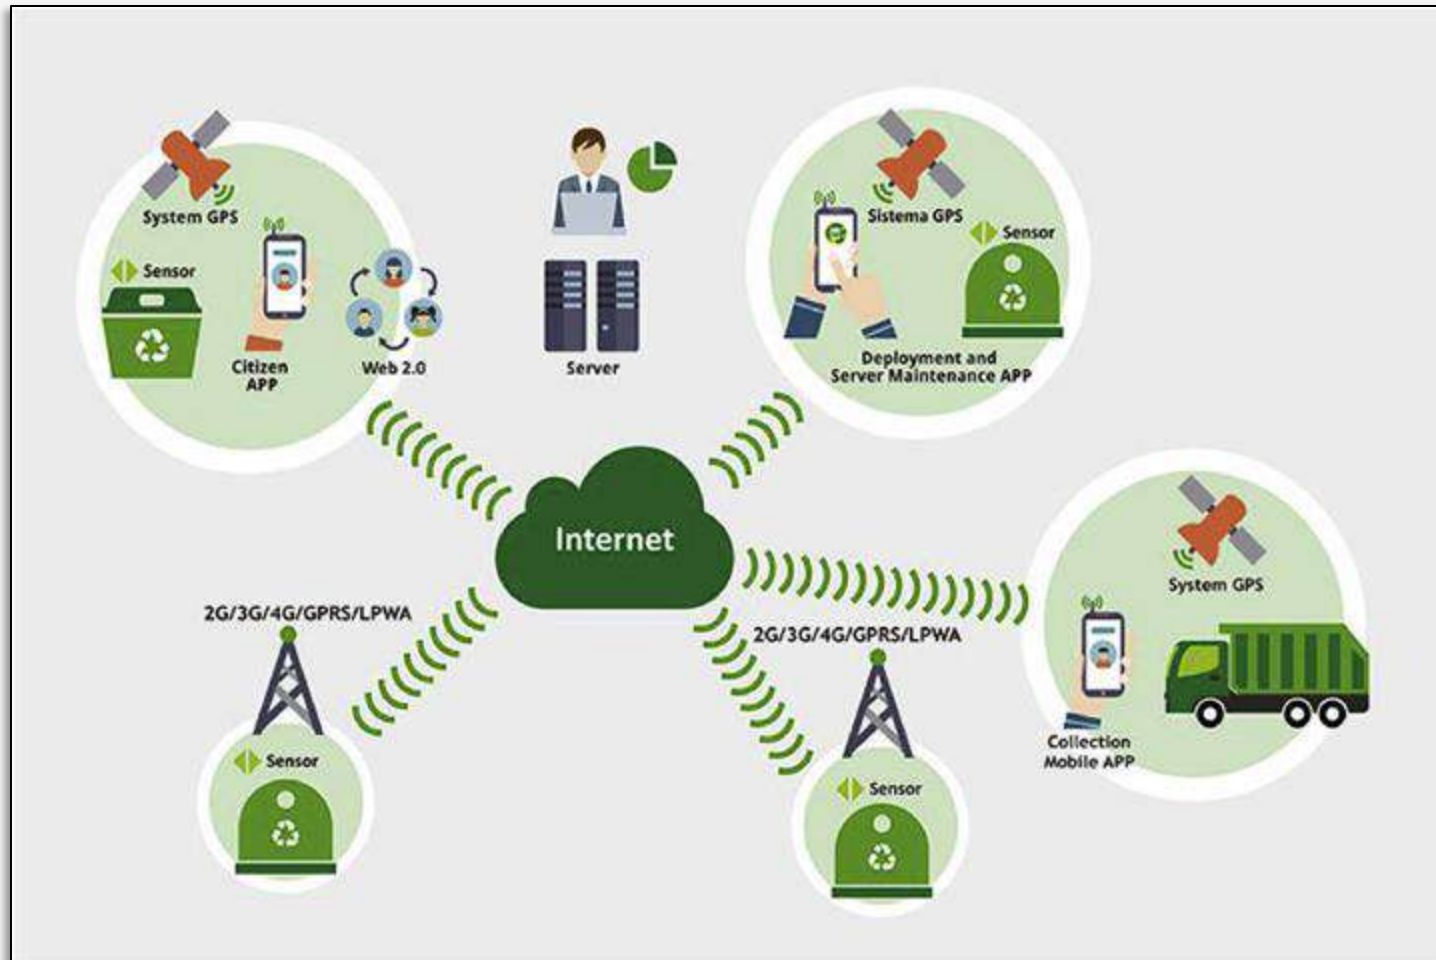 System GPS
Sensor
Citizen
APP
Web 2.0
Server
Sistema GPS
Sensor
Deployment and
Server Maintenance APP
Internet
System GPS
Collection
Mobile APP
2G/3G/4G/GPRS/LPWA
Sensor
2G/3G/4G/GPRS/LPWA
Sensor